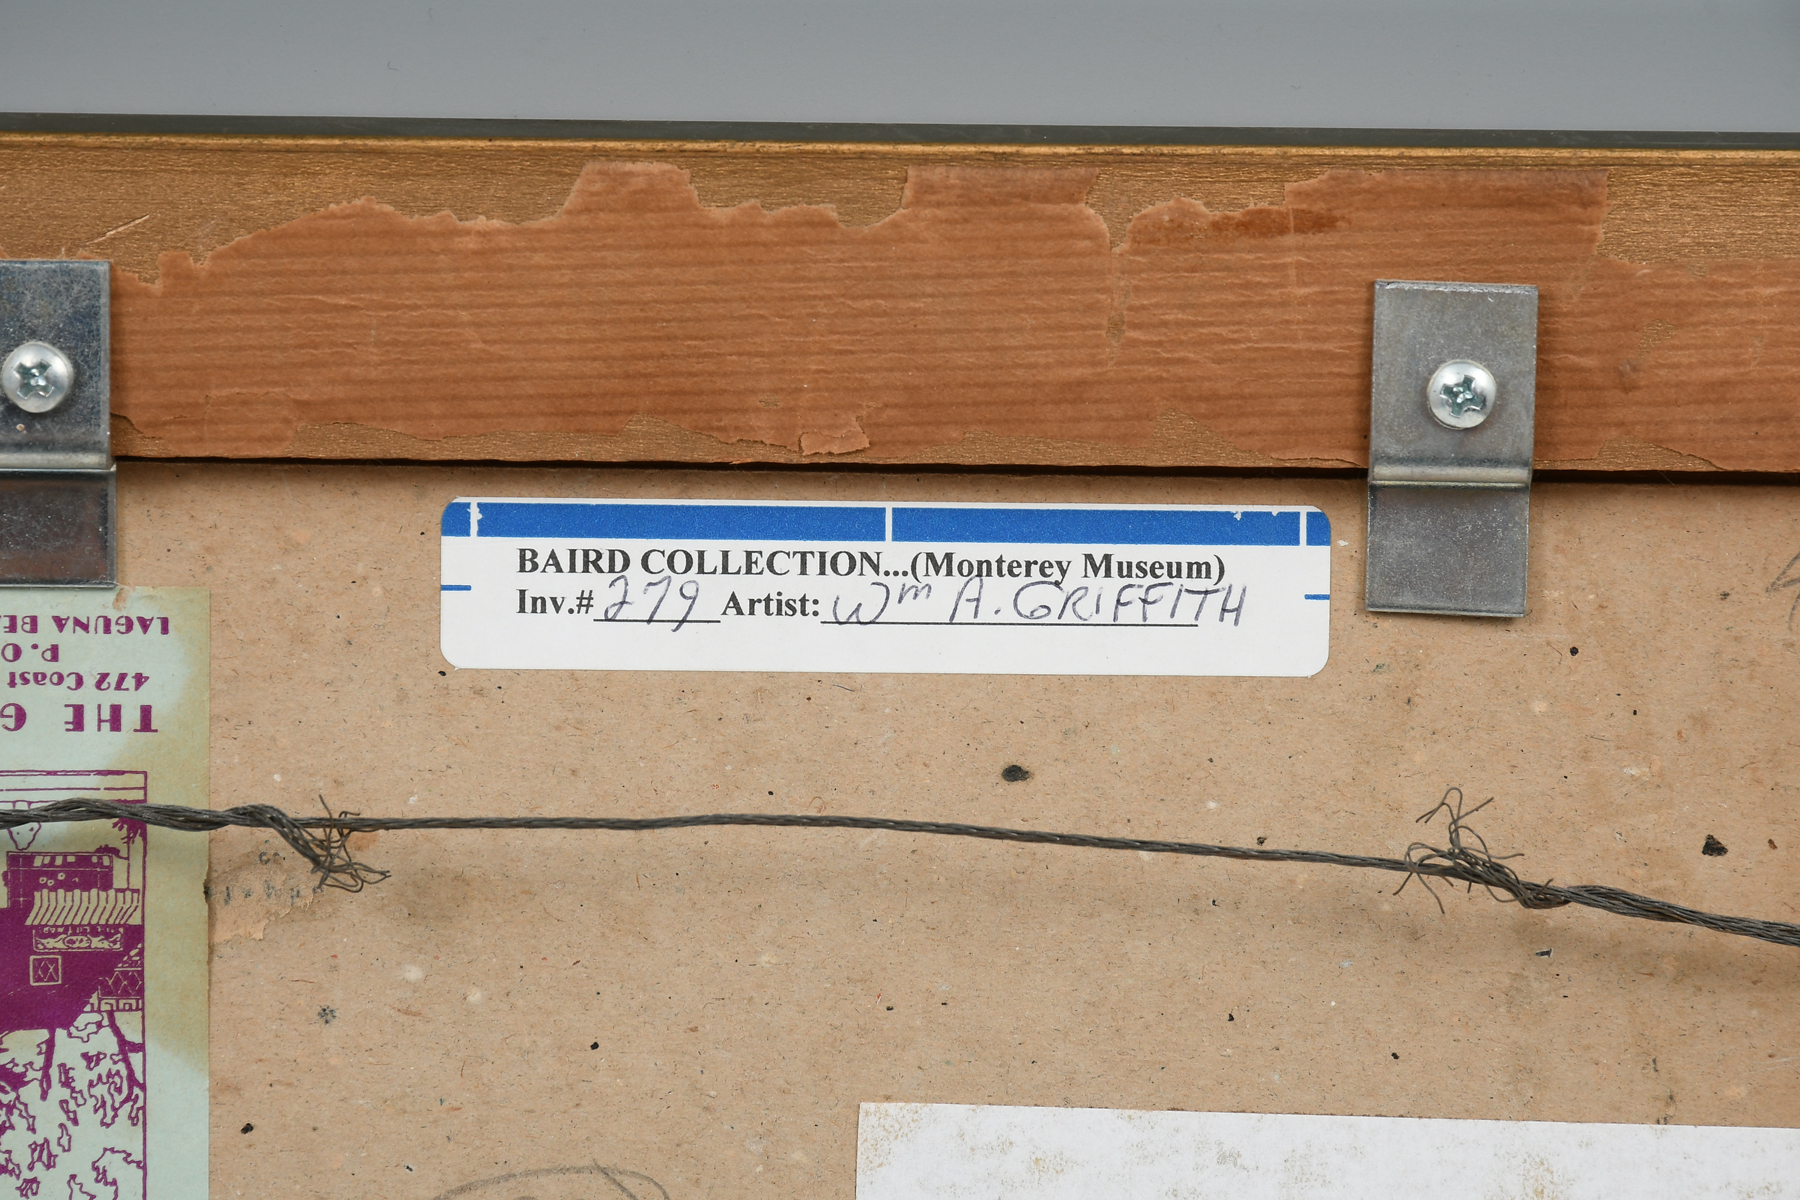 BAIRD COLLECTION...(Monterey Museum)
Inv.# 279 Artist: Wm A. GRIFFITH
THE G
472 Coast
P.O
LAGUNA BE